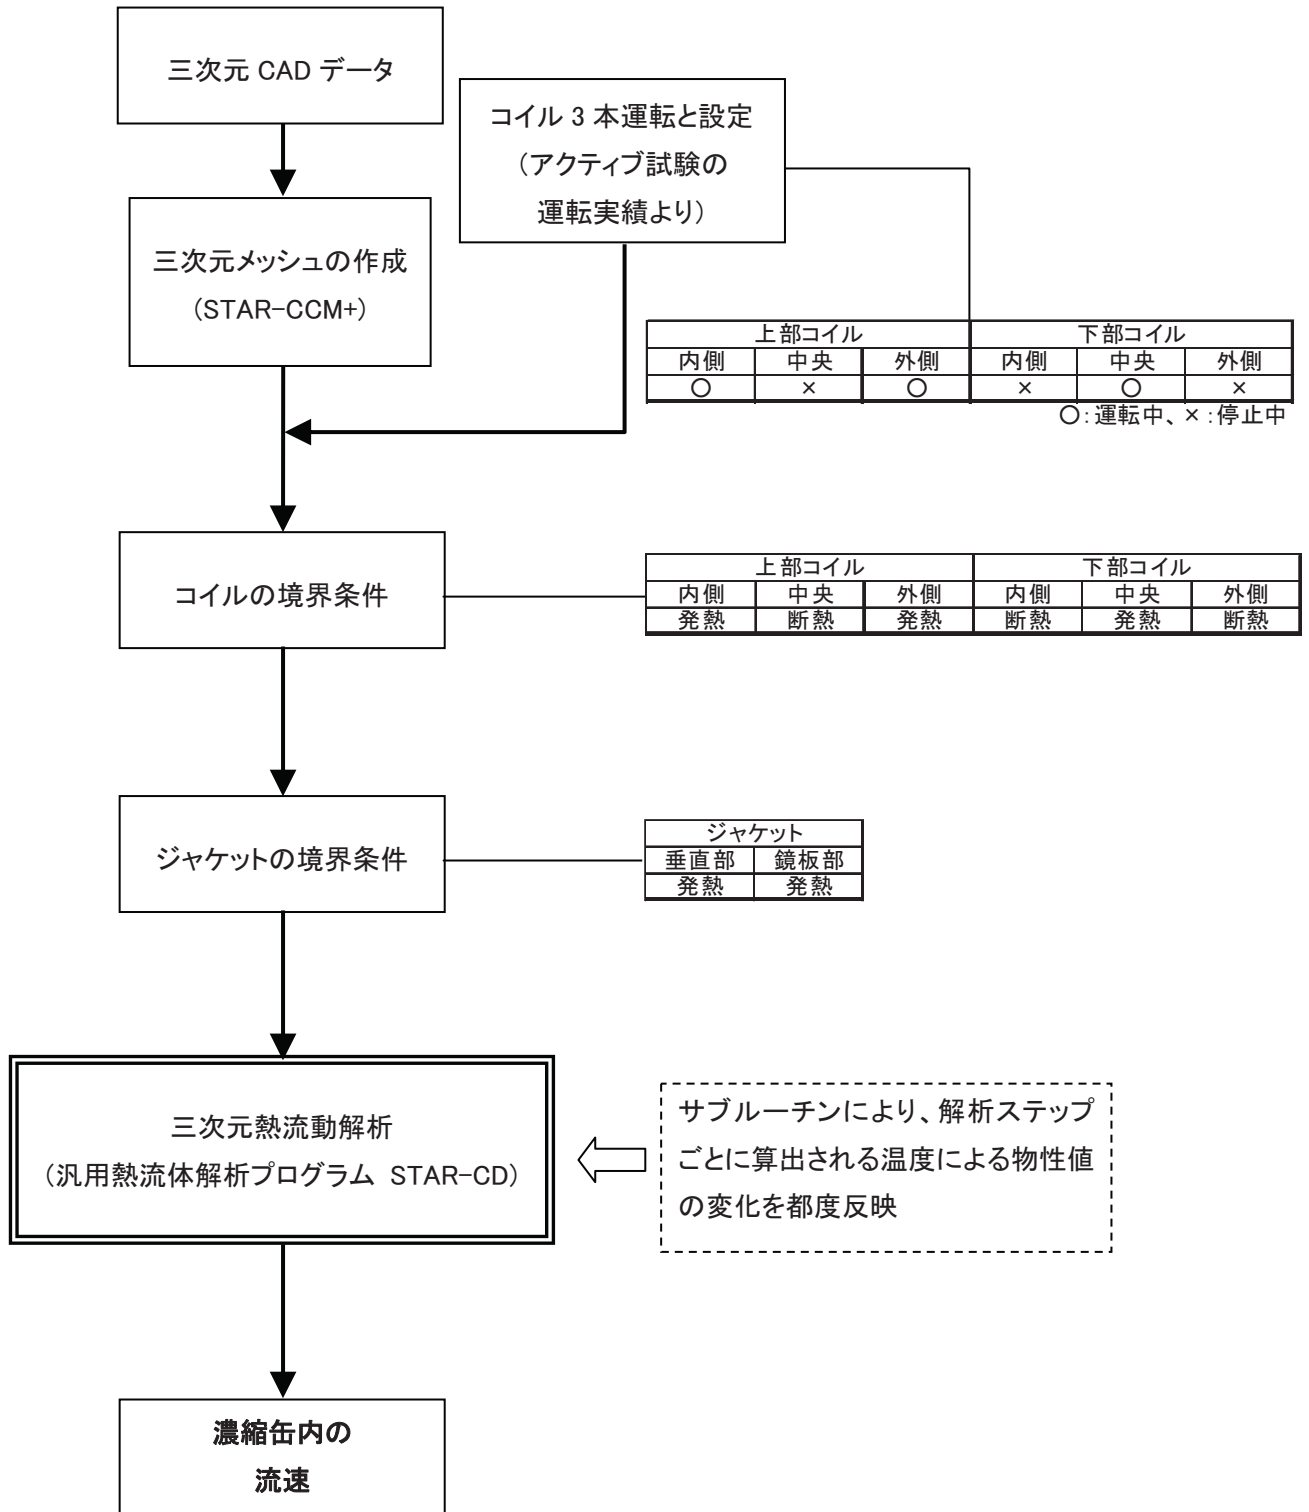 三次元 CAD データ
コイル 3 本運転と設定
(アクティブ試験の
運転実績より)
三次元メッシュの作成
(STAR-CCM+)
上部コイル 下部コイル
内側 中央 外側 内側 中央 外側
○ × ○ × ○ ×
○:運転中、×:停止中
コイルの境界条件
上部コイル 下部コイル
内側 中央 外側 内側 中央 外側
発熱 断熱 発熱 断熱 発熱 断熱
ジャケットの境界条件
ジャケット
垂直部 鏡板部
発熱 発熱
三次元熱流動解析
(汎用熱流体解析プログラム STAR-CD)
サブルーチンにより、解析ステップ
ごとに算出される温度による物性値
の変化を都度反映
濃縮缶内の
流速